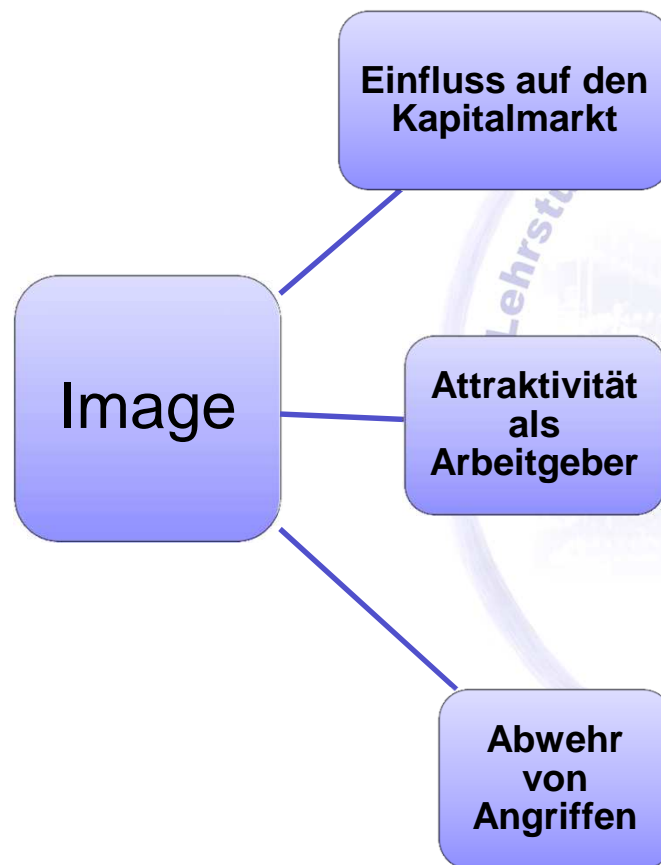 Einfluss auf den
Kapitalmarkt
Image
Attraktivität
als
Arbeitgeber
Abwehr
von
Angriffen